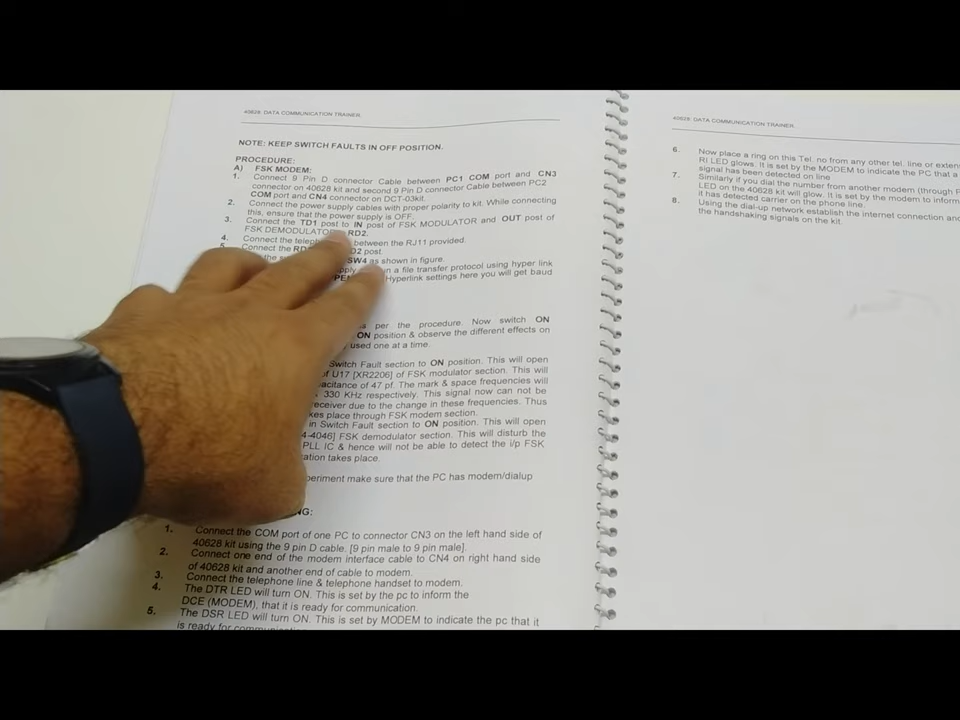 40628: DATA COMMUNICATION TRAINER.
NOTE: KEEP SWITCH FAULTS IN OFF POSITION.
PROCEDURE:
A) FSK MODEM:
1. Connect 9 Pin D connector Cable between PC1 COM port and CN3
connector on 40628 kit and second 9 Pin D connector Cable between PC2
COM port and CN4 connector on DCT-03kit.
2. Connect the power supply cables with proper polarity to kit. While connecting
this, ensure that the power supply is OFF.
3. Connect the TD1 post to IN post of FSK MODULATOR and OUT post of
FSK DEMODULATOR RD2.
4. Connect the between the RJ11 provided.
5. Connect the post.
SW4 as shown in figure.
a file transfer protocol using hyper link
Hyperlink settings here you will get baud
per the procedure. Now switch ON
ON position & observe the different effects on
used one at a time.
Switch Fault section to ON position. This will open
of U17 [XR2206] of FSK modulator section. This will
capacitance of 47 pf. The mark & space frequencies will
330 KHz respectively. This signal now can not be
receiver due to the change in these frequencies. Thus
place through FSK modem section.
in Switch Fault section to ON position. This will open
4-4046] FSK demodulator section. This will disturb the
PLL IC & hence will not be able to detect the i/p FSK
takes place.
make sure that the PC has modem/dialup
1. Connect the COM port of one PC to connector CN3 on the left hand side of
40628 kit using the 9 pin D cable. [9 pin male to 9 pin male].
2. Connect one end of the modem interface cable to CN4 on right hand side
of 40628 kit and another end of cable to modem.
3. Connect the telephone line & telephone handset to modem.
4. The DTR LED will turn ON. This is set by the pc to inform the
DCE (MODEM), that it is ready for communication.
5. The DSR LED will turn ON. This is set by MODEM to indicate the pc that it
is ready for
40628: DATA COMMUNICATION TRAINER.
6. Now place a ring on this Tel. no from any other tel. line or
RI LED glows. It is set by the MODEM to indicate the PC that a
signal has been detected on line
7. Similarly if you dial the number from another modem (through
LED on the 40628 kit will glow. It is set by the modem to inform
it has detected carrier on the phone line.
8. Using the dial-up network establish the internet connection and
the handshaking signals on the kit.